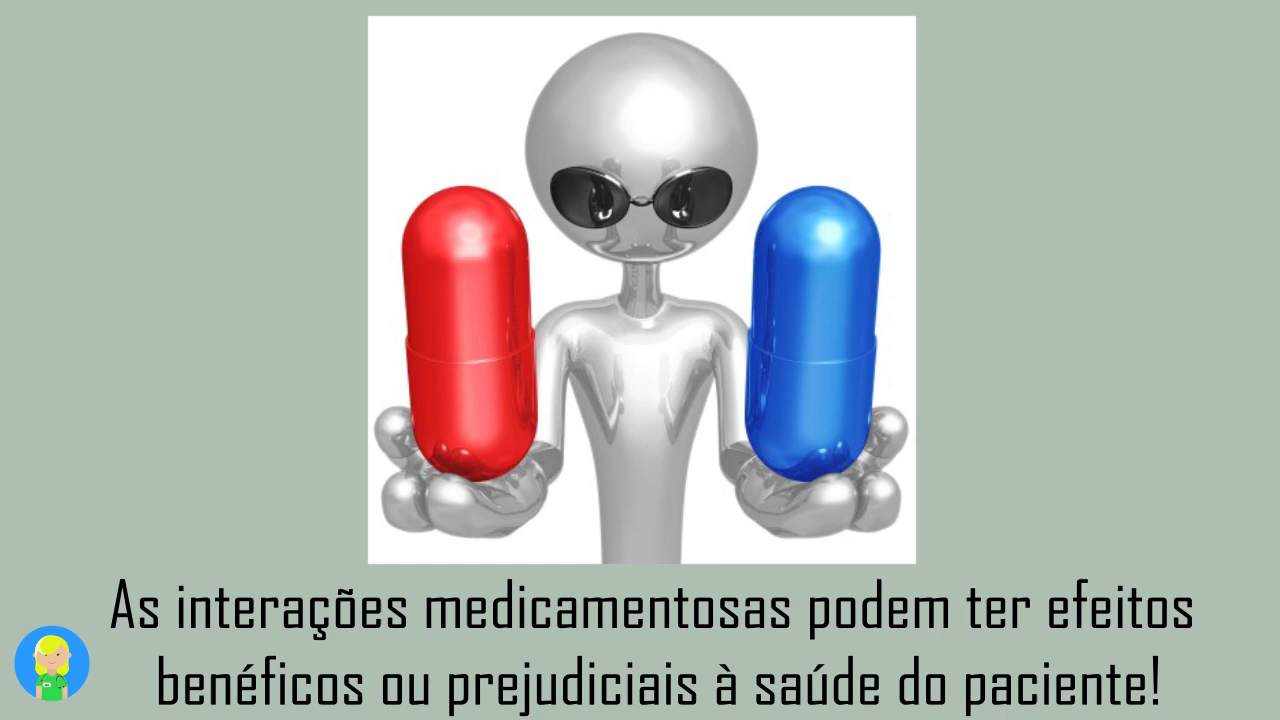 As interações medicamentosas podem ter efeitos
benéficos ou prejudiciais à saúde do paciente!